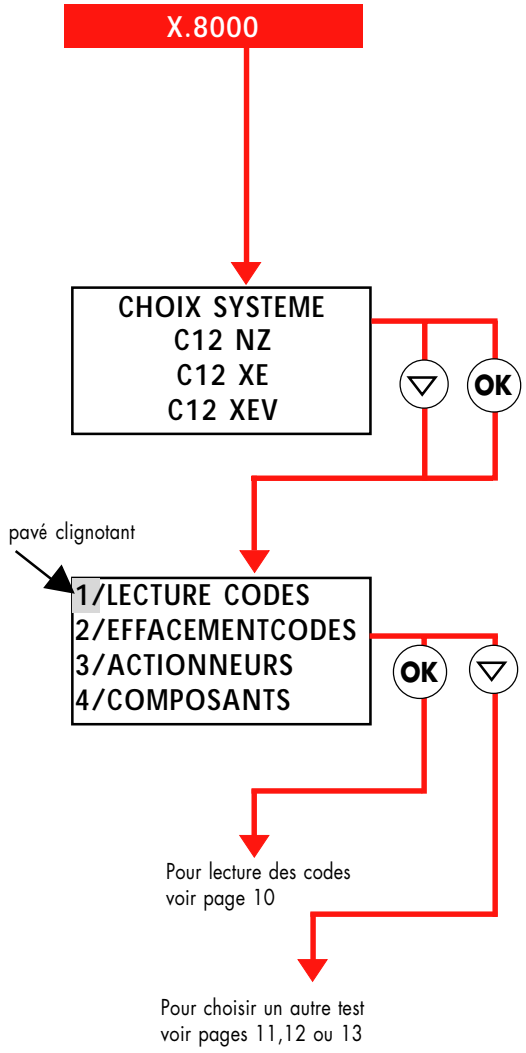 X.8000
CHOIX SYSTEME
C12 NZ
C12 XE
C12 XEV
OK
pavé clignotant
1/LECTURE CODES
2/EFFACEMENTCODES
3/ACTIONNEURS
4/COMPOSANTS
OK
Pour lecture des codes
voir page 10
Pour choisir un autre test
voir pages 11,12 ou 13